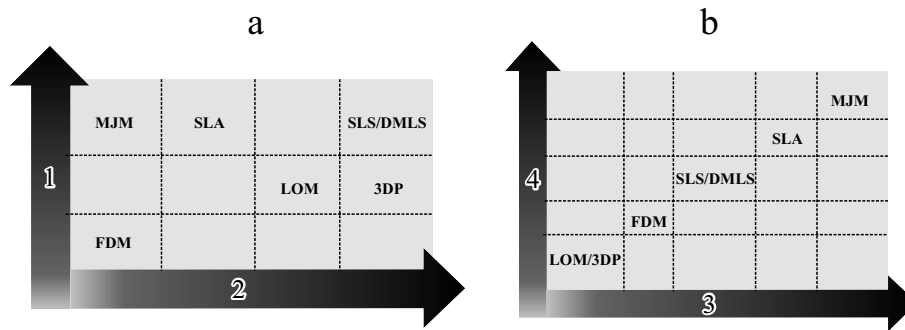 a
b
MJM SLA SLS/DMLS
LOM 3DP
FDM
1
2
MJM
SLA
SLS/DMLS
FDM
LOM/3DP
4
3